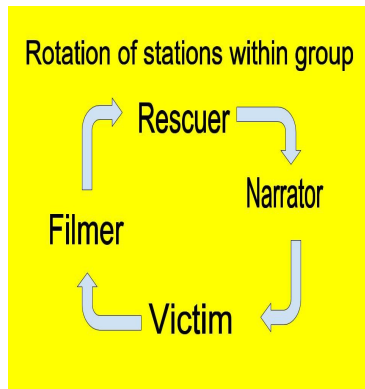 Rotation of stations within group
Rescuer
Narrator
Filmer
Victim